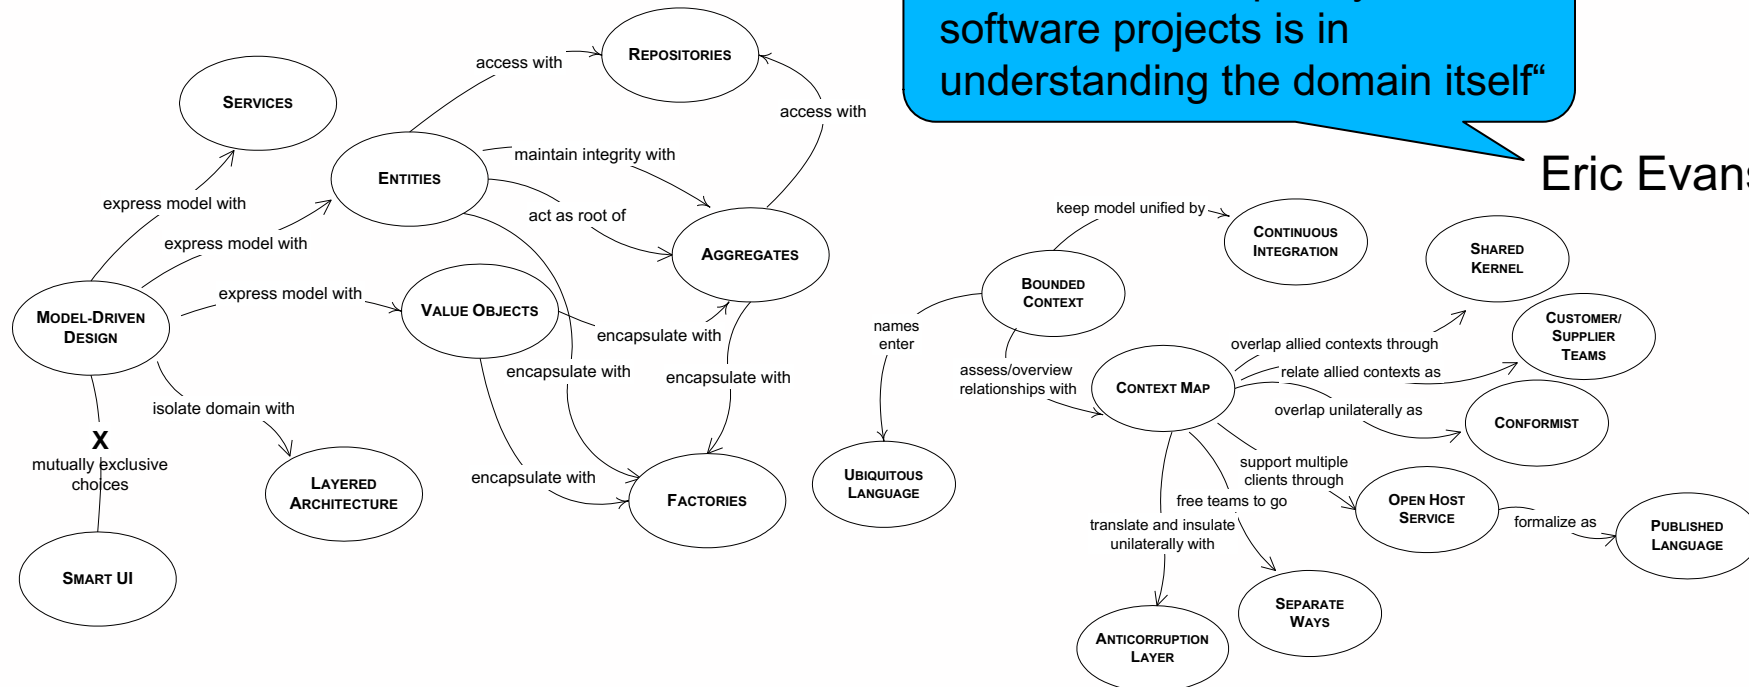 software projects is in
understanding the domain itself“
Eric Evans
REPOSITORIES
access with
SERVICES
access with
maintain integrity with
ENTITIES
express model with
act as root of
express model with
AGGREGATES
express model with
VALUE OBJECTS
MODEL-DRIVEN
DESIGN
encapsulate with
encapsulate with
encapsulate with
isolate domain with
X
mutually exclusive
choices
encapsulate with
LAYERED
ARCHITECTURE
FACTORIES
SMART UI
keep model unified by
CONTINUOUS
INTEGRATION
SHARED
KERNEL
BOUNDED
CONTEXT
names
enter
CUSTOMER/
SUPPLIER
TEAMS
overlap allied contexts through
assess/overview
relationships with
relate allied contexts as
CONTEXT MAP
overlap unilaterally as
CONFORMIST
UBIQUITOUS
LANGUAGE
support multiple
clients through
free teams to go
OPEN HOST
SERVICE
formalize as
PUBLISHED
LANGUAGE
translate and insulate
unilaterally with
SEPARATE
WAYS
ANTICORRUPTION
LAYER